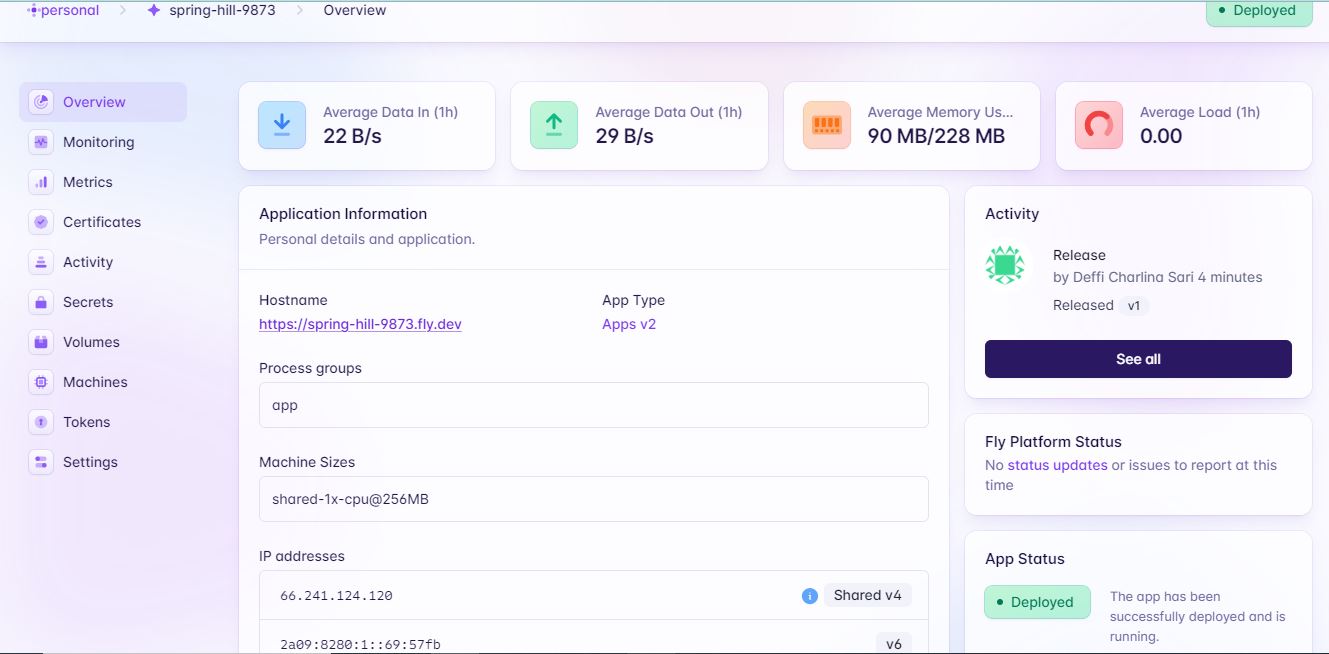 personal spring-hill-9873 Overview
Deployed
Overview
Monitoring
Metrics
Certificates
Activity
Secrets
Volumes
Machines
Tokens
Settings
Average Data In (1h)
22 B/s
Average Data Out (1h)
29 B/s
Average Memory Us...
90 MB/228 MB
Average Load (1h)
0.00
Application Information
Personal details and application.
Hostname
https://spring-hill-9873.fly.dev
App Type
Apps v2
Process groups
app
Machine Sizes
shared-1x-cpu@256MB
IP addresses
66.241.124.120 Shared v4
2a09:8280:1::69:57fb v6
Activity
Release
by Deffi Charlina Sari 4 minutes
Released v1
See all
Fly Platform Status
No status updates or issues to report at this
time
App Status
Deployed
The app has been
successfully deployed and is
running.